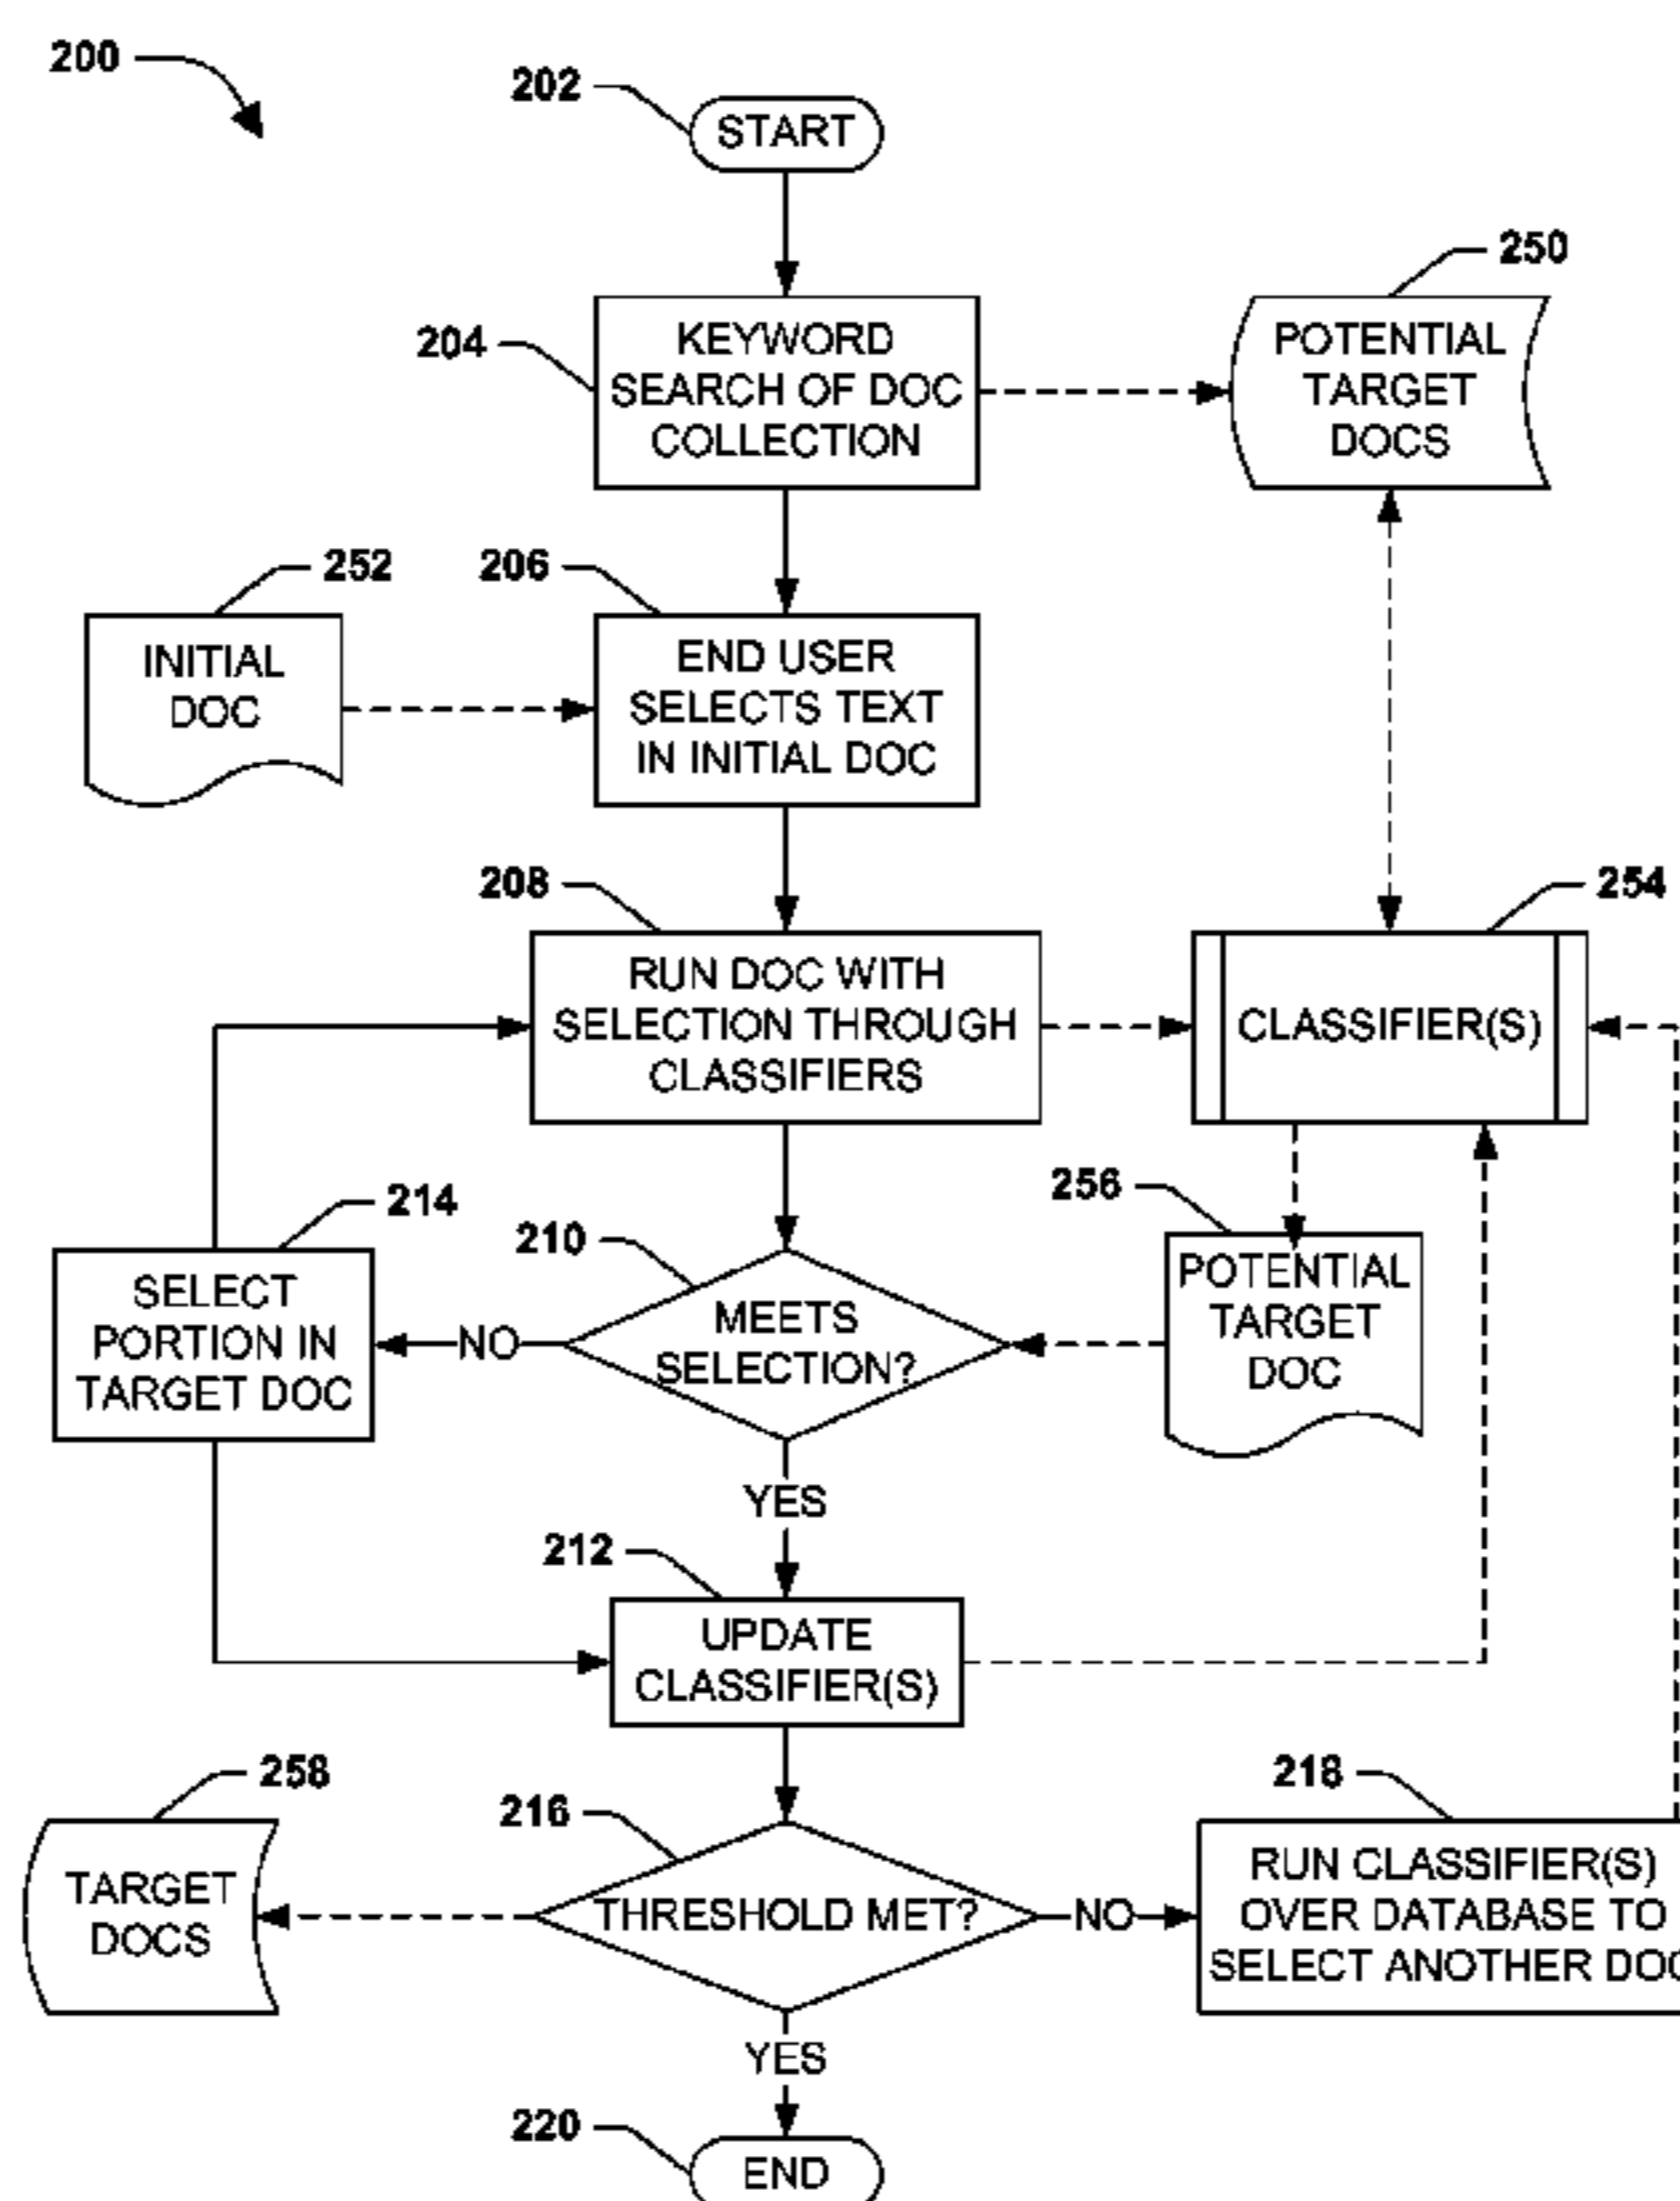 200
202
START
250
204
KEYWORD
SEARCH OF DOC
COLLECTION
POTENTIAL
TARGET
DOCS
252
206
INITIAL
DOC
END USER
SELECTS TEXT
IN INITIAL DOC
208
254
RUN DOC WITH
SELECTION THROUGH
CLASSIFIERS
CLASSIFIER(S)
214
256
210
SELECT
PORTION IN
TARGET DOC
NO
MEETS
SELECTION?
POTENTIAL
TARGET
DOC
YES
212
UPDATE
CLASSIFIER(S)
258
216
218
TARGET
DOCS
THRESHOLD MET?
NO
RUN CLASSIFIER(S)
OVER DATABASE TO
SELECT ANOTHER DOC
YES
220
END